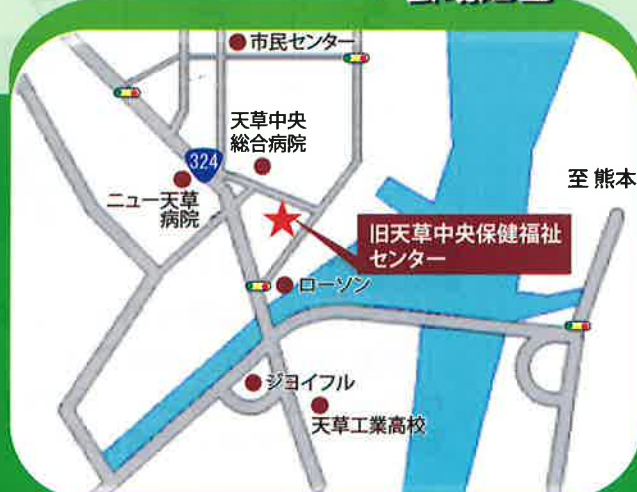 市民センター
天草中央
総合病院
324
至 熊本
ニュー天草
病院
旧天草中央保健福祉
センター
ローソン
ジョイフル
天草工業高校